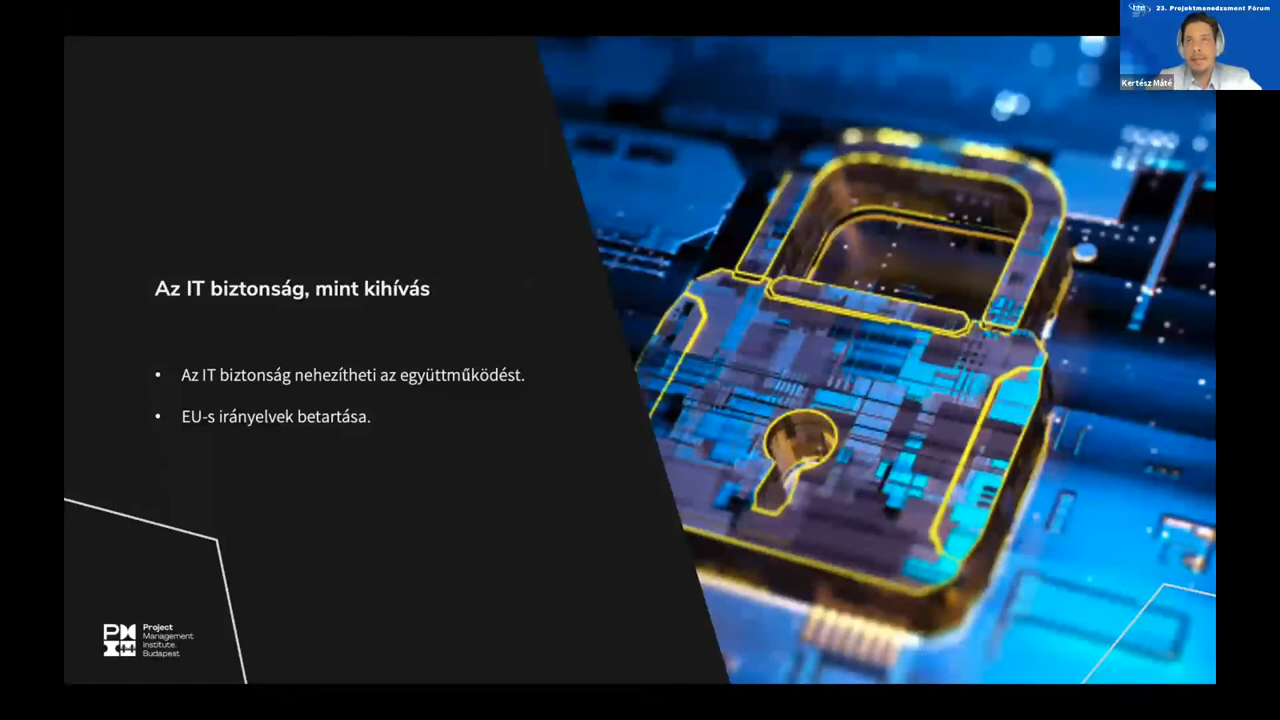 23. Projektmenedzsment Fórum
Kertész Máté
Az IT biztonság, mint kihívás
• Az IT biztonság nehezítheti az együttműködést.
• EU-s irányelvek betartása.
Project
Management
Institute.
Budapest